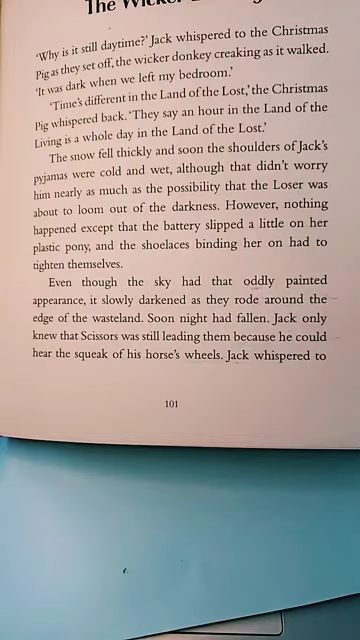 The Wicker
'Why is it still daytime?' Jack whispered to the Christmas
Pig as they set off, the wicker donkey creaking as it walked.
'It was dark when we left my bedroom.'
'Time's different in the Land of the Lost,' the Christmas
Pig whispered back. 'They say an hour in the Land of the
Living is a whole day in the Land of the Lost.'
The snow fell thickly and soon the shoulders of Jack's
pyjamas were cold and wet, although that didn't worry
him nearly as much as the possibility that the Loser was
about to loom out of the darkness. However, nothing
happened except that the battery slipped a little on her
plastic pony, and the shoelaces binding her on had to
tighten themselves.
Even though the sky had that oddly painted
appearance, it slowly darkened as they rode around the
edge of the wasteland. Soon night had fallen. Jack only
knew that Scissors was still leading them because he could
hear the squeak of his horse's wheels. Jack whispered to
101